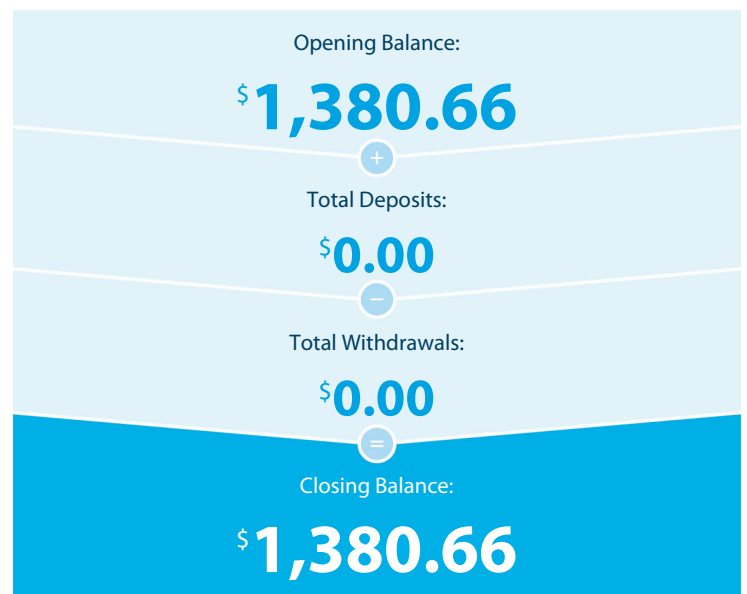 Opening Balance:
$1,380.66
+
Total Deposits:
$0.00
−
Total Withdrawals:
$0.00
=
Closing Balance:
$1,380.66